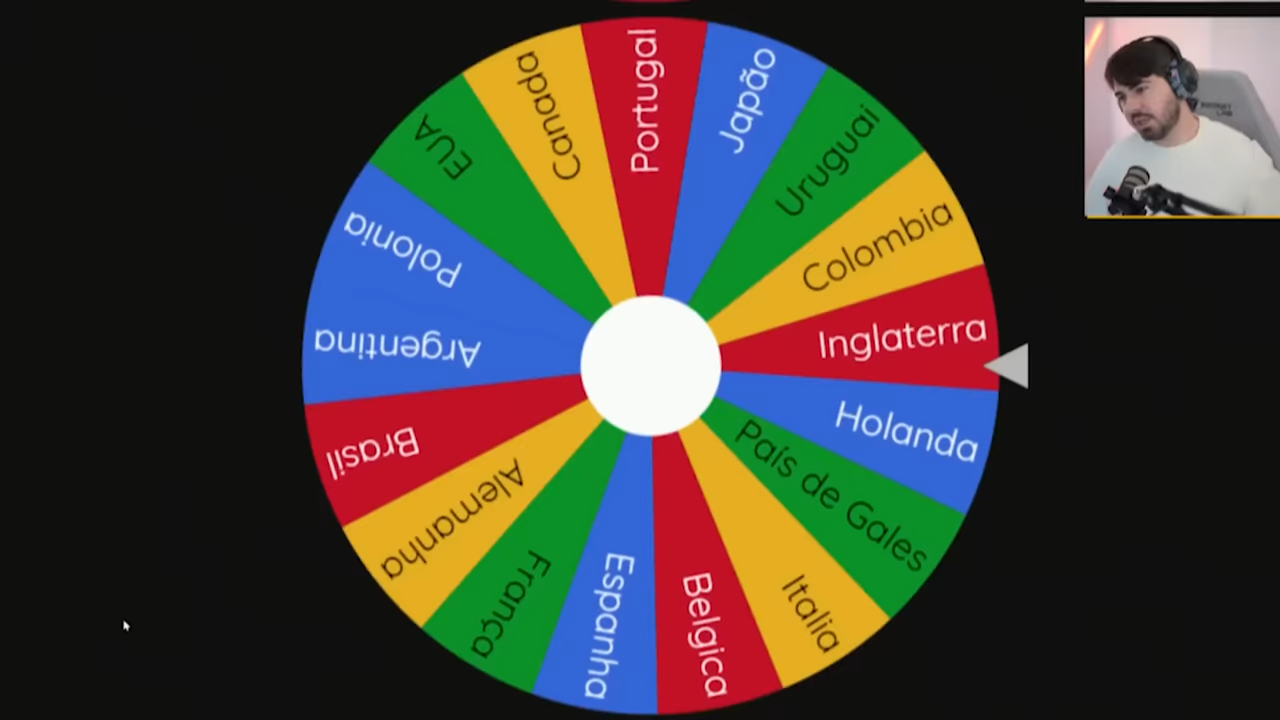 Portugal
Japão
Uruguai
Colombia
Inglaterra
Holanda
País de Gales
Italia
Belgica
Espanha
França
Alemanha
Brasil
Argentina
Polonia
EUA
Canada